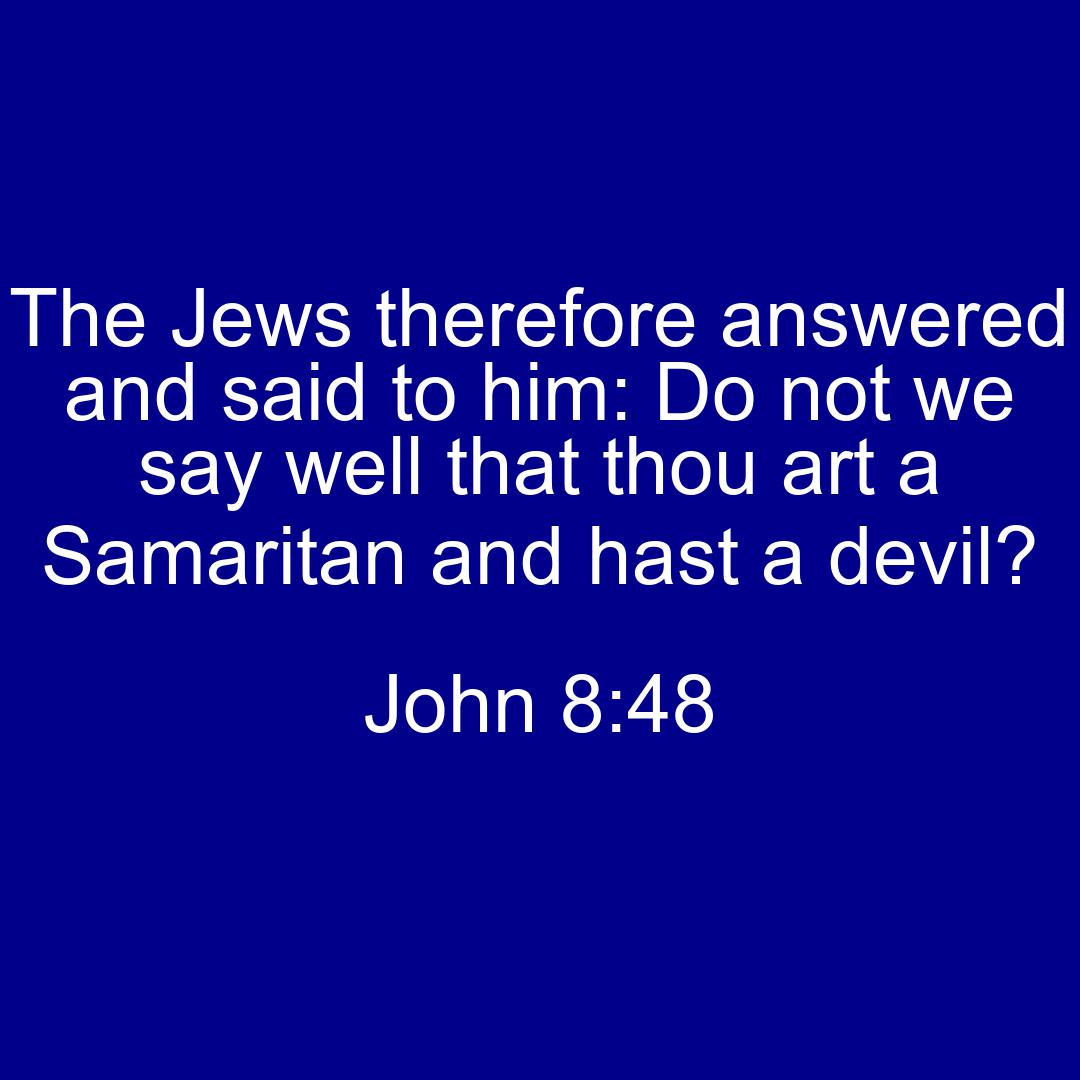 The Jews therefore answered
and said to him: Do not we
say well that thou art a
Samaritan and hast a devil?
John 8:48